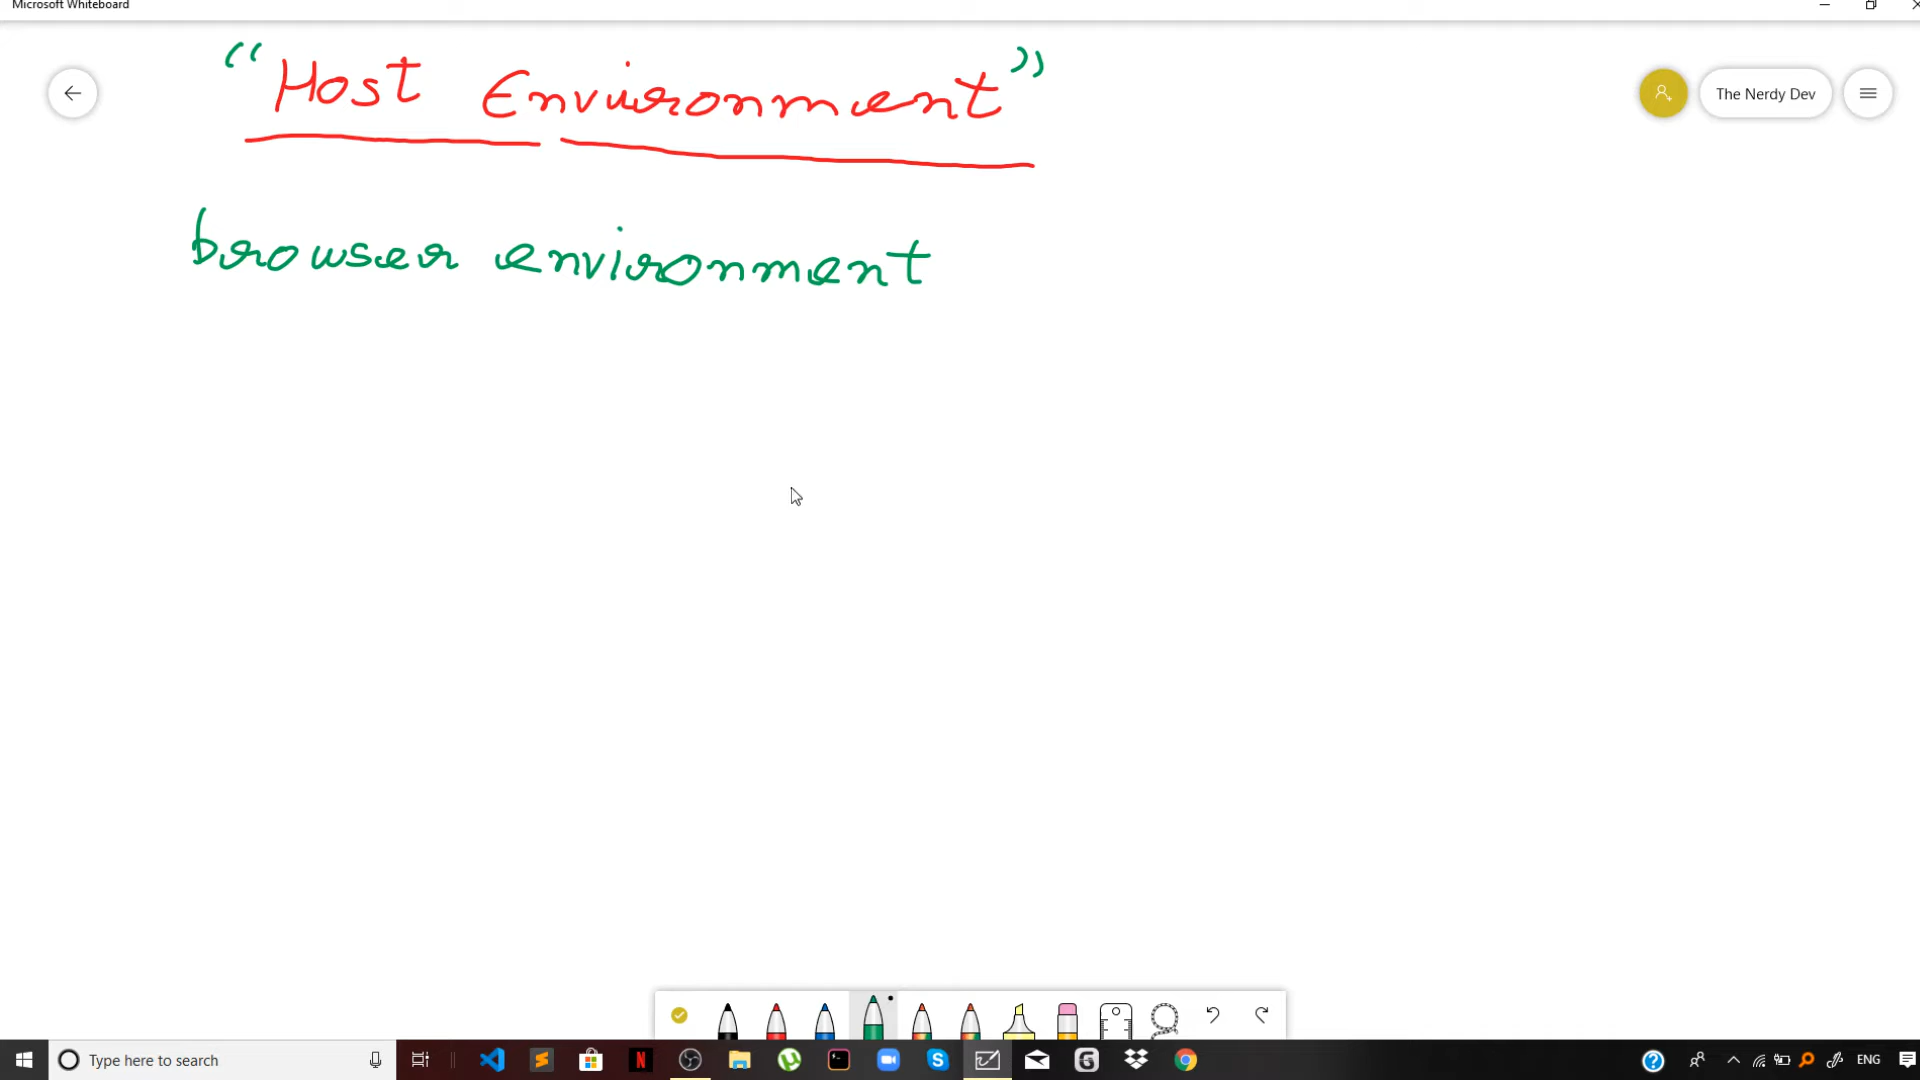 Microsoft Whiteboard
"Host Environment"
The Nerdy Dev
browser environment
Type here to search
ENG